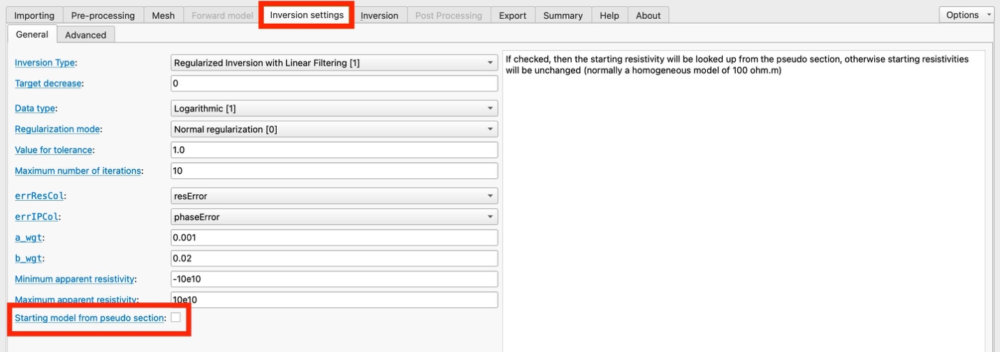 Importing Pre-processing Mesh Forward model Inversion settings Inversion Post Processing Export Summary Help About Options
General Advanced
Inversion Type: Regularized Inversion with Linear Filtering [1]
Target decrease: 0
Data type: Logarithmic [1]
Regularization mode: Normal regularization [0]
Value for tolerance: 1.0
Maximum number of iterations: 10
errResCol: resError
errIPCol: phaseError
a_wgt: 0.001
b_wgt: 0.02
Minimum apparent resistivity: -10e10
Maximum apparent resistivity: 10e10
Starting model from pseudo section:
If checked, then the starting resistivity will be looked up from the pseudo section, otherwise starting resistivities
will be unchanged (normally a homogeneous model of 100 ohm.m)